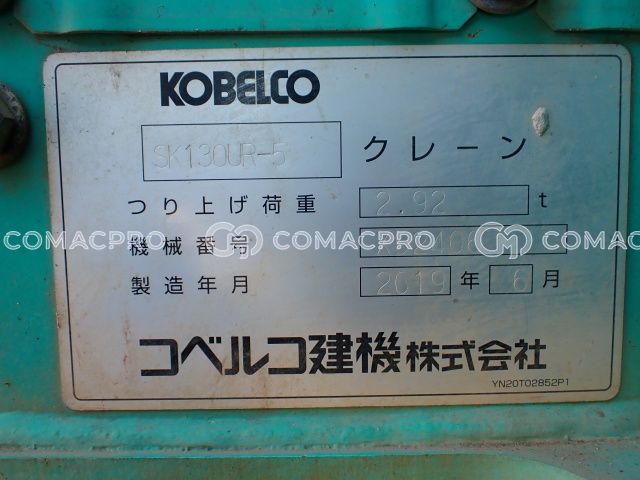 KOBELCO
SK130UR-5 クレーン
つり上げ荷重 2.92 t
機械番号
製造年月 2019 年 6 月
コベルコ建機株式会社
YN20T02852P1
COMACPRO COMACPRO COMAC